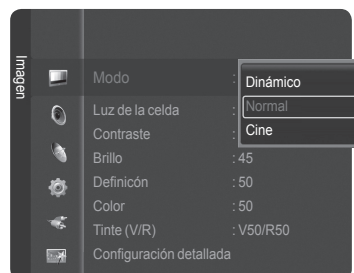 Imagen
Modo :
Dinámico
Normal
Cine
Luz de la celda :
Contraste :
Brillo : 45
Definicón : 50
Color : 50
Tinte (V/R) : V50/R50
Configuración detallada